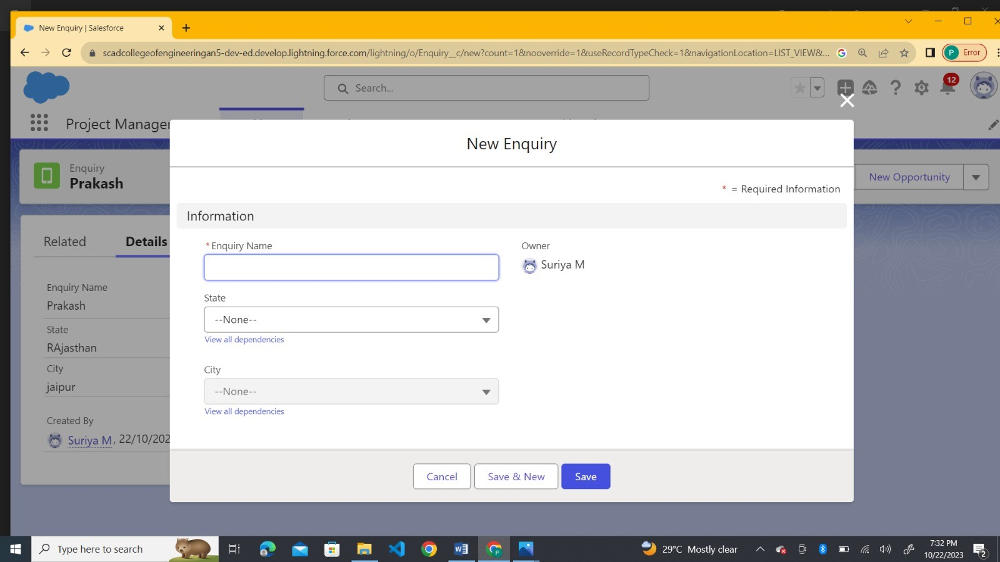 New Enquiry | Salesforce
scadcollegeofengineeringan5-dev-ed.develop.lightning.force.com/lightning/o/Enquiry__c/new?count=1&nooverride=1&useRecordTypeCheck=1&navigationLocation=LIST_VIEW&...
P Error
Search...
12
Project Manager
New Enquiry
Enquiry
Prakash
New Opportunity
* = Required Information
Information
Related
Details
*Enquiry Name
Owner
Suriya M
Enquiry Name
Prakash
State
--None--
View all dependencies
State
RAjasthan
City
jaipur
City
--None--
View all dependencies
Created By
Suriya M, 22/10/202
Cancel
Save & New
Save
Type here to search
29°C Mostly clear
7:32 PM
10/22/2023
2